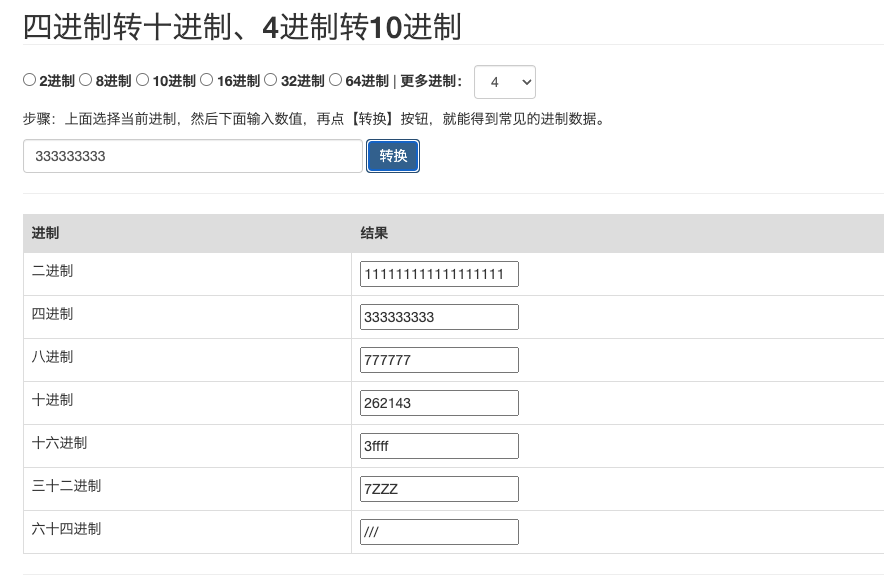 四进制转十进制、4进制转10进制
2进制 8进制 10进制 16进制 32进制 64进制 | 更多进制： 4
步骤：上面选择当前进制，然后下面输入数值，再点【转换】按钮，就能得到常见的进制数据。
333333333 转换
进制 结果
二进制 111111111111111111
四进制 333333333
八进制 777777
十进制 262143
十六进制 3ffff
三十二进制 7ZZZ
六十四进制 ///